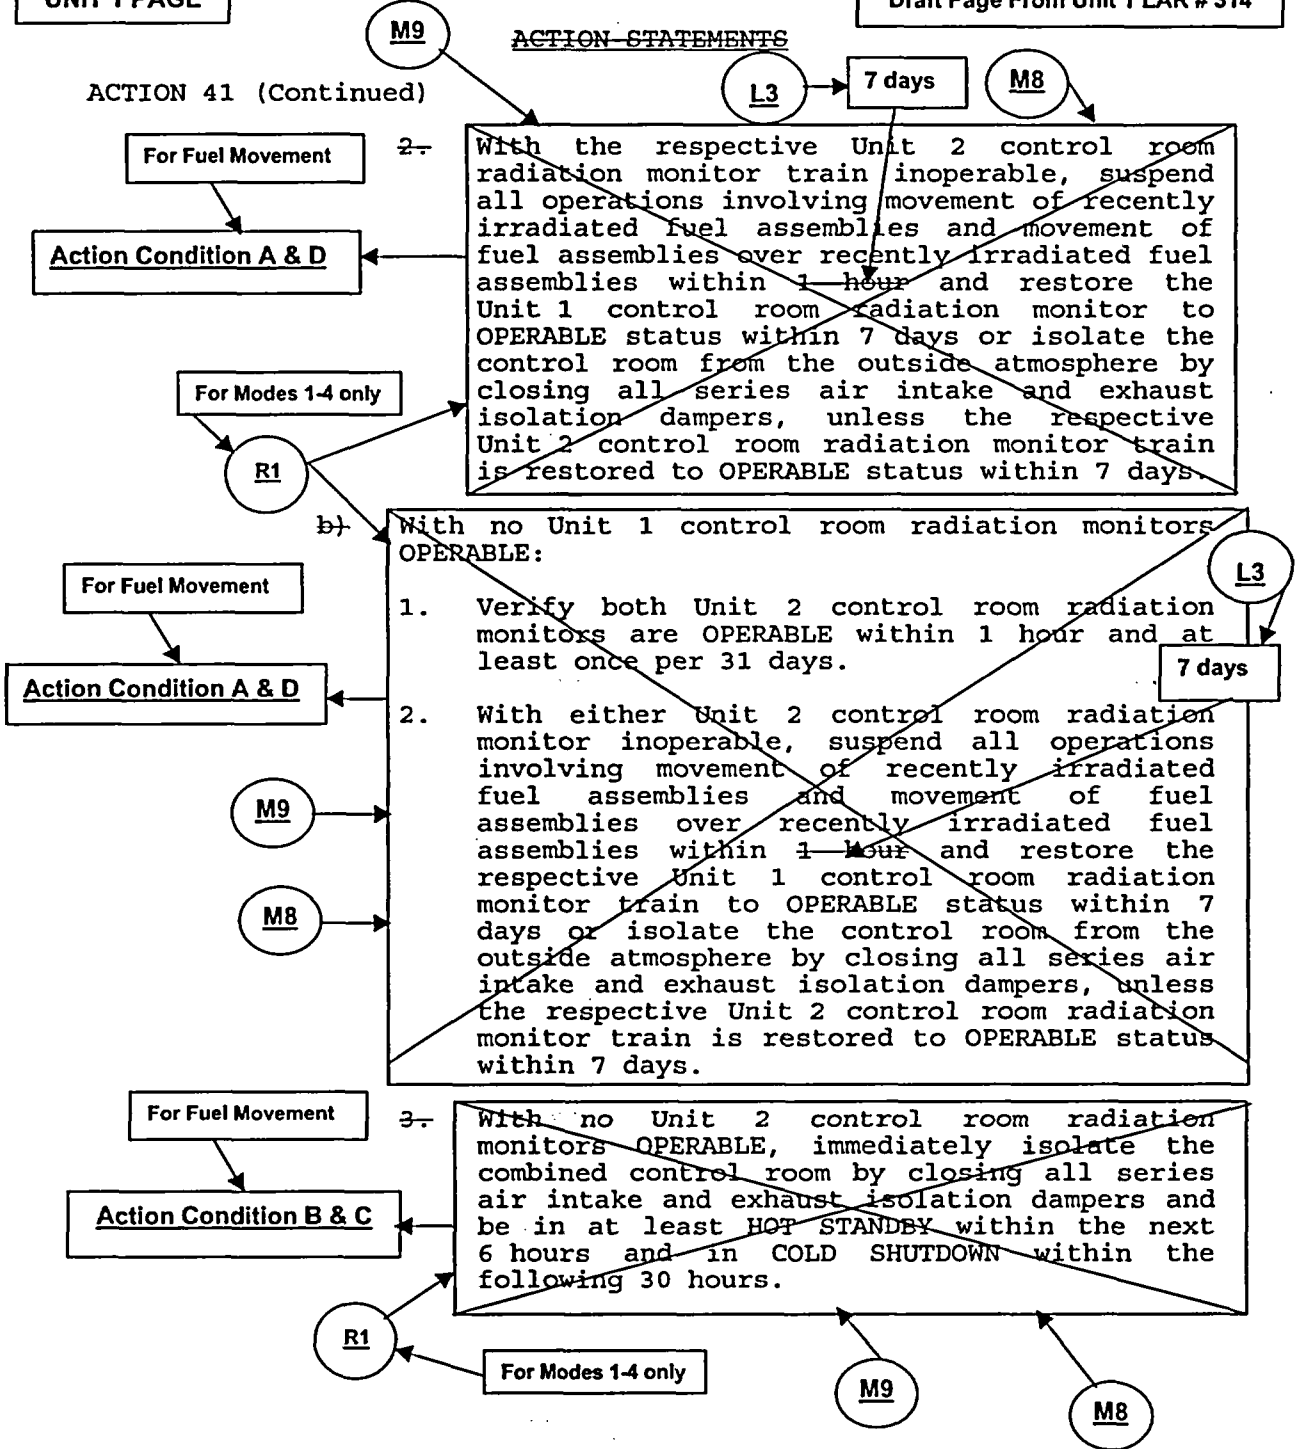 UNIT 1 PAGE
Draft Page From Unit 1 LAR # 314
M9
ACTION STATEMENTS
ACTION 41 (Continued)
L3
7 days
M8
For Fuel Movement
Action Condition A & D
2.
With the respective Unit 2 control room
radiation monitor train inoperable, suspend
all operations involving movement of recently
irradiated fuel assemblies and movement of
fuel assemblies over recently irradiated fuel
assemblies within 1 hour and restore the
Unit 1 control room radiation monitor to
OPERABLE status within 7 days or isolate the
control room from the outside atmosphere by
closing all series air intake and exhaust
isolation dampers, unless the respective
Unit 2 control room radiation monitor train
is restored to OPERABLE status within 7 days.
For Modes 1-4 only
R1
b)
With no Unit 1 control room radiation monitors
OPERABLE:
L3
7 days
For Fuel Movement
Action Condition A & D
1. Verify both Unit 2 control room radiation
monitors are OPERABLE within 1 hour and at
least once per 31 days.
2. With either Unit 2 control room radiation
monitor inoperable, suspend all operations
involving movement of recently irradiated
fuel assemblies and movement of fuel
assemblies over recently irradiated fuel
assemblies within 1 hour and restore the
respective Unit 1 control room radiation
monitor train to OPERABLE status within 7
days or isolate the control room from the
outside atmosphere by closing all series air
intake and exhaust isolation dampers, unless
the respective Unit 2 control room radiation
monitor train is restored to OPERABLE status
within 7 days.
M9
M8
For Fuel Movement
Action Condition B & C
3.
With no Unit 2 control room radiation
monitors OPERABLE, immediately isolate the
combined control room by closing all series
air intake and exhaust isolation dampers and
be in at least HOT STANDBY within the next
6 hours and in COLD SHUTDOWN within the
following 30 hours.
R1
For Modes 1-4 only
M9
M8